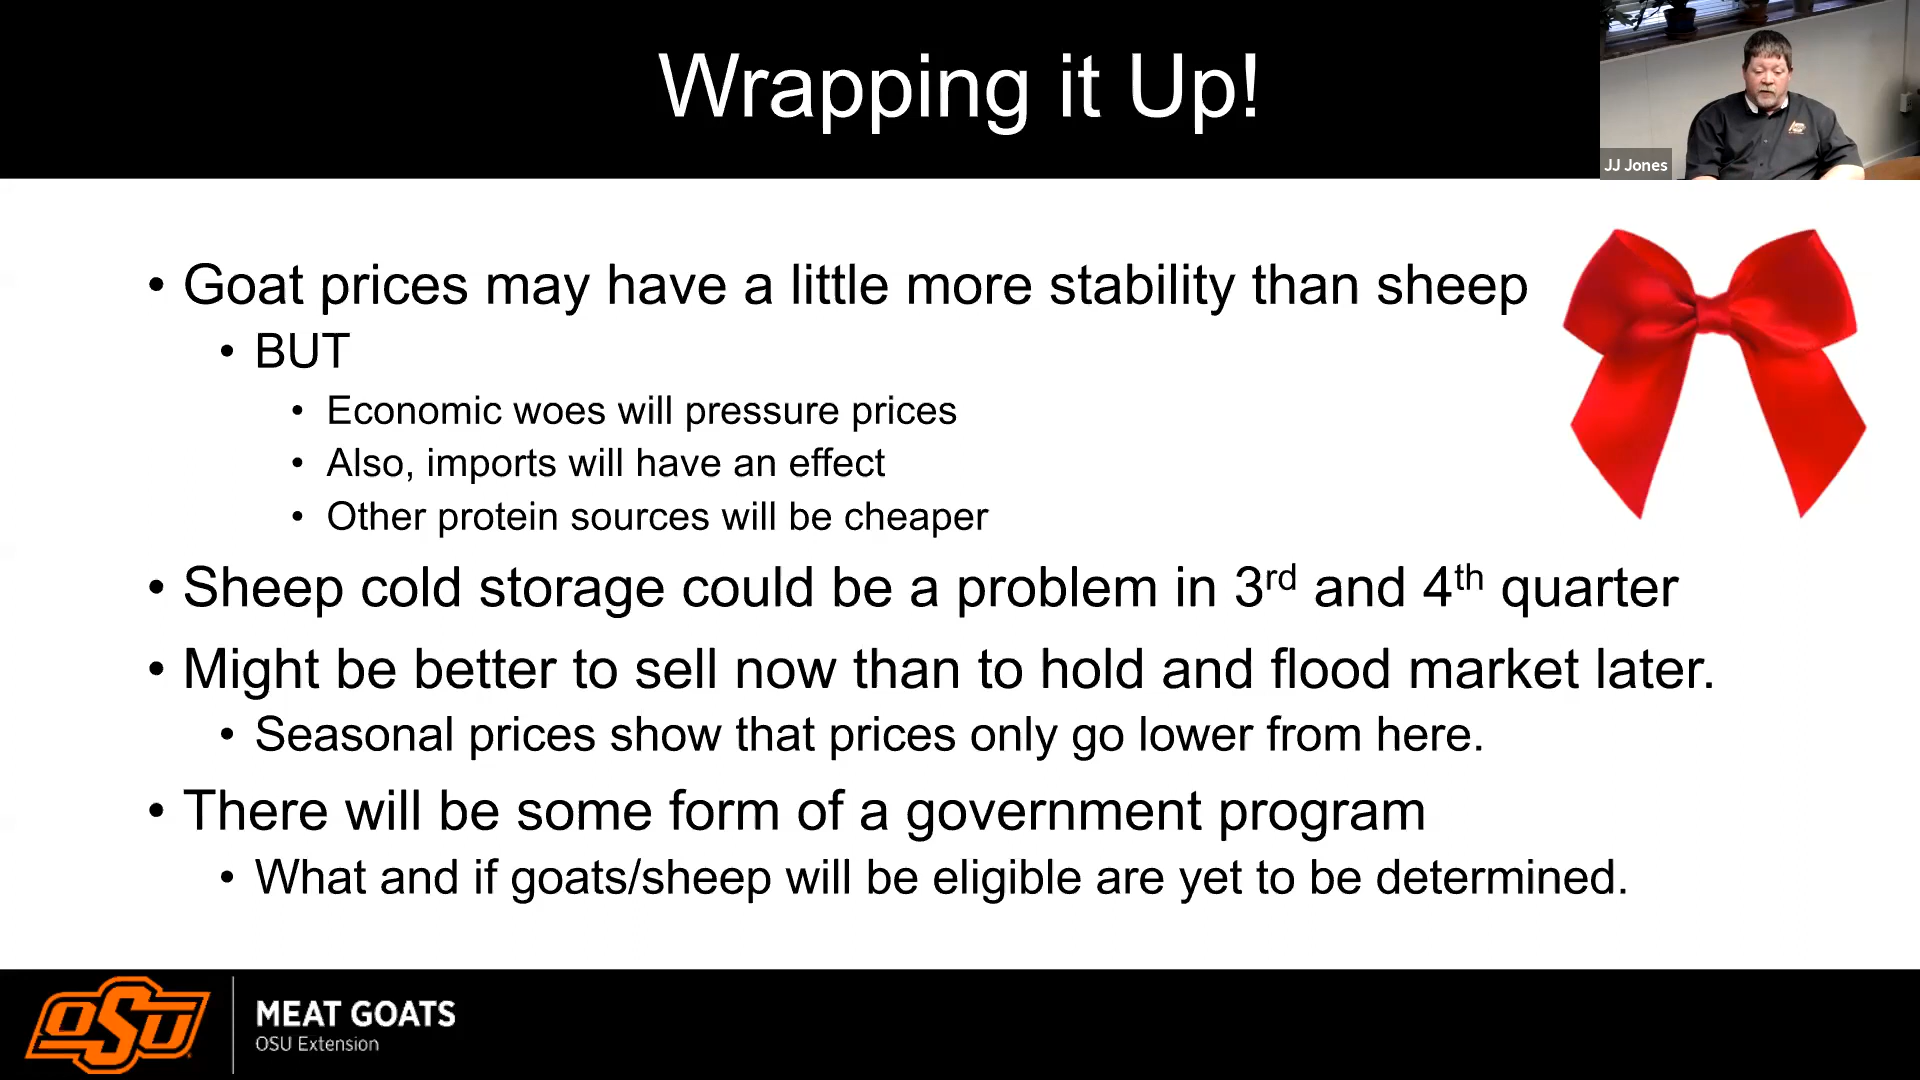 Wrapping it Up!
JJ Jones
• Goat prices may have a little more stability than sheep
• BUT
• Economic woes will pressure prices
• Also, imports will have an effect
• Other protein sources will be cheaper
• Sheep cold storage could be a problem in 3rd and 4th quarter
• Might be better to sell now than to hold and flood market later.
• Seasonal prices show that prices only go lower from here.
• There will be some form of a government program
• What and if goats/sheep will be eligible are yet to be determined.
OSU
MEAT GOATS
OSU Extension